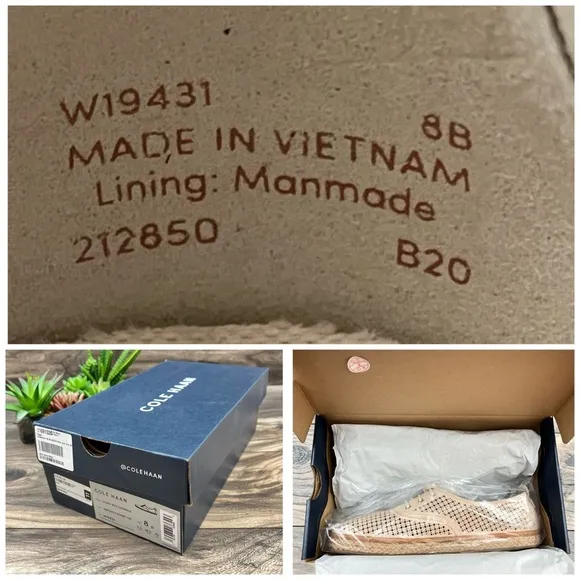 W19431 8B
MADE IN VIETNAM
Lining: Manmade
212850 B20
COLE HAAN
@COLEHAAN
COLE HAAN
8